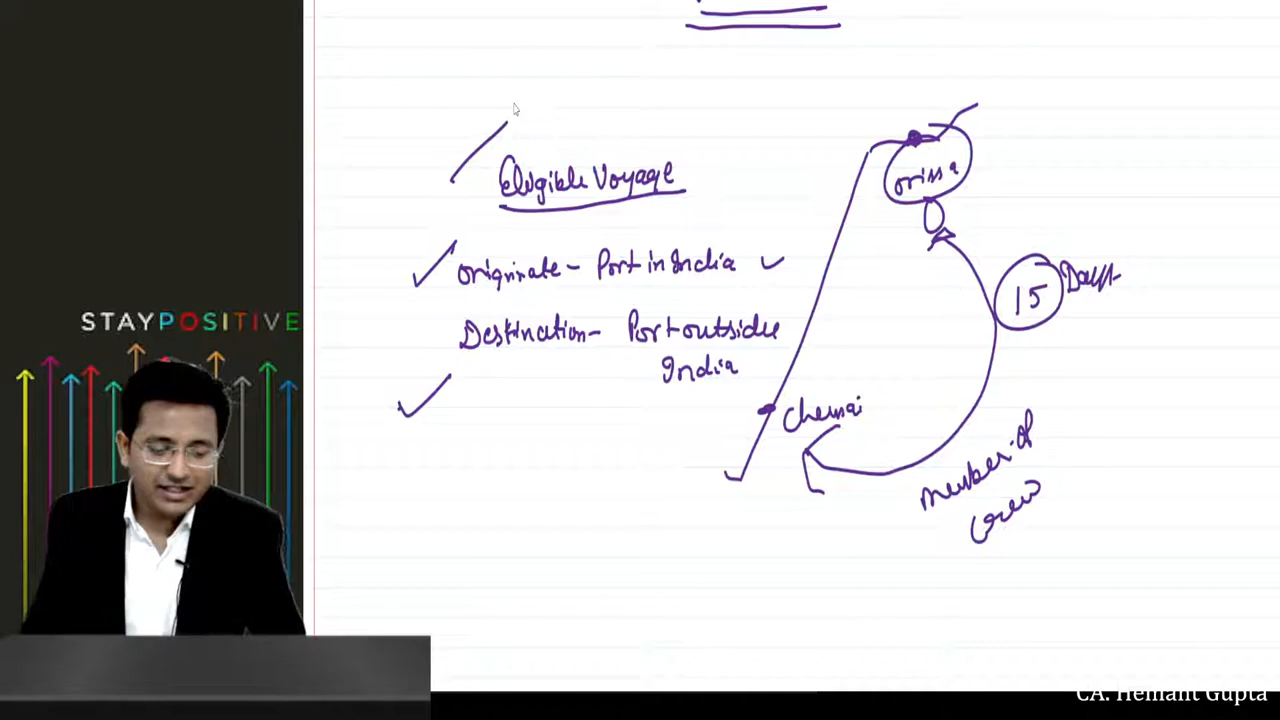 STAYPOSITIVE
Eligible Voyage
Originate - Port in India
Destination - Port outside
India
orissa
15 Days
Chennai
member of
crew
CA. Hemant Gupta